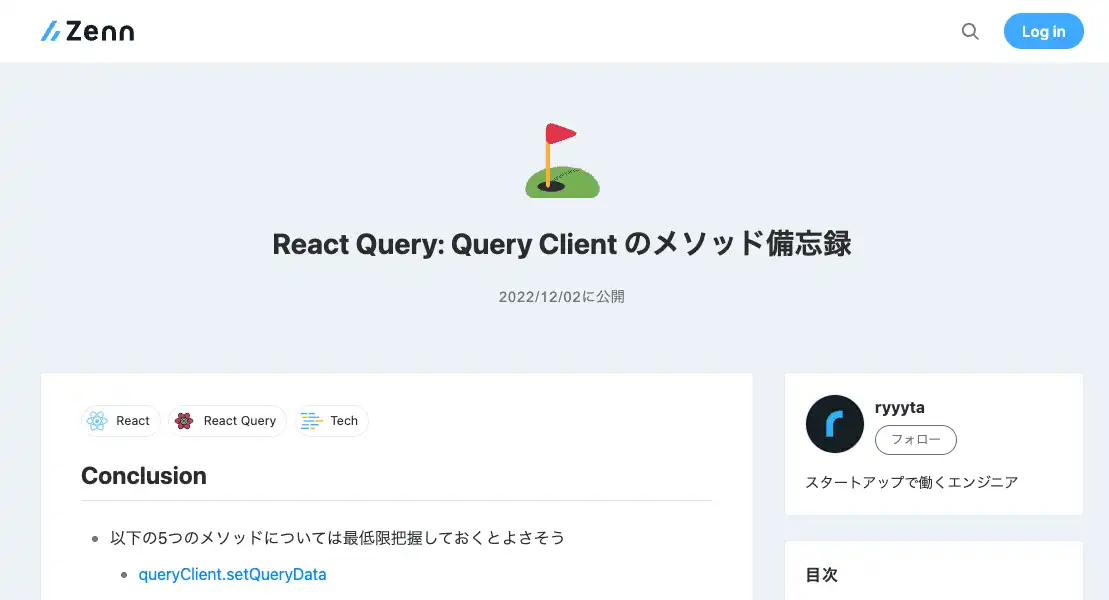 Zenn
Log in
React Query: Query Client のメソッド備忘録
2022/12/02に公開
React
React Query
Tech
Conclusion
以下の5つのメソッドについては最低限把握しておくとよさそう
queryClient.setQueryData
ryyyta
フォロー
スタートアップで働くエンジニア
目次